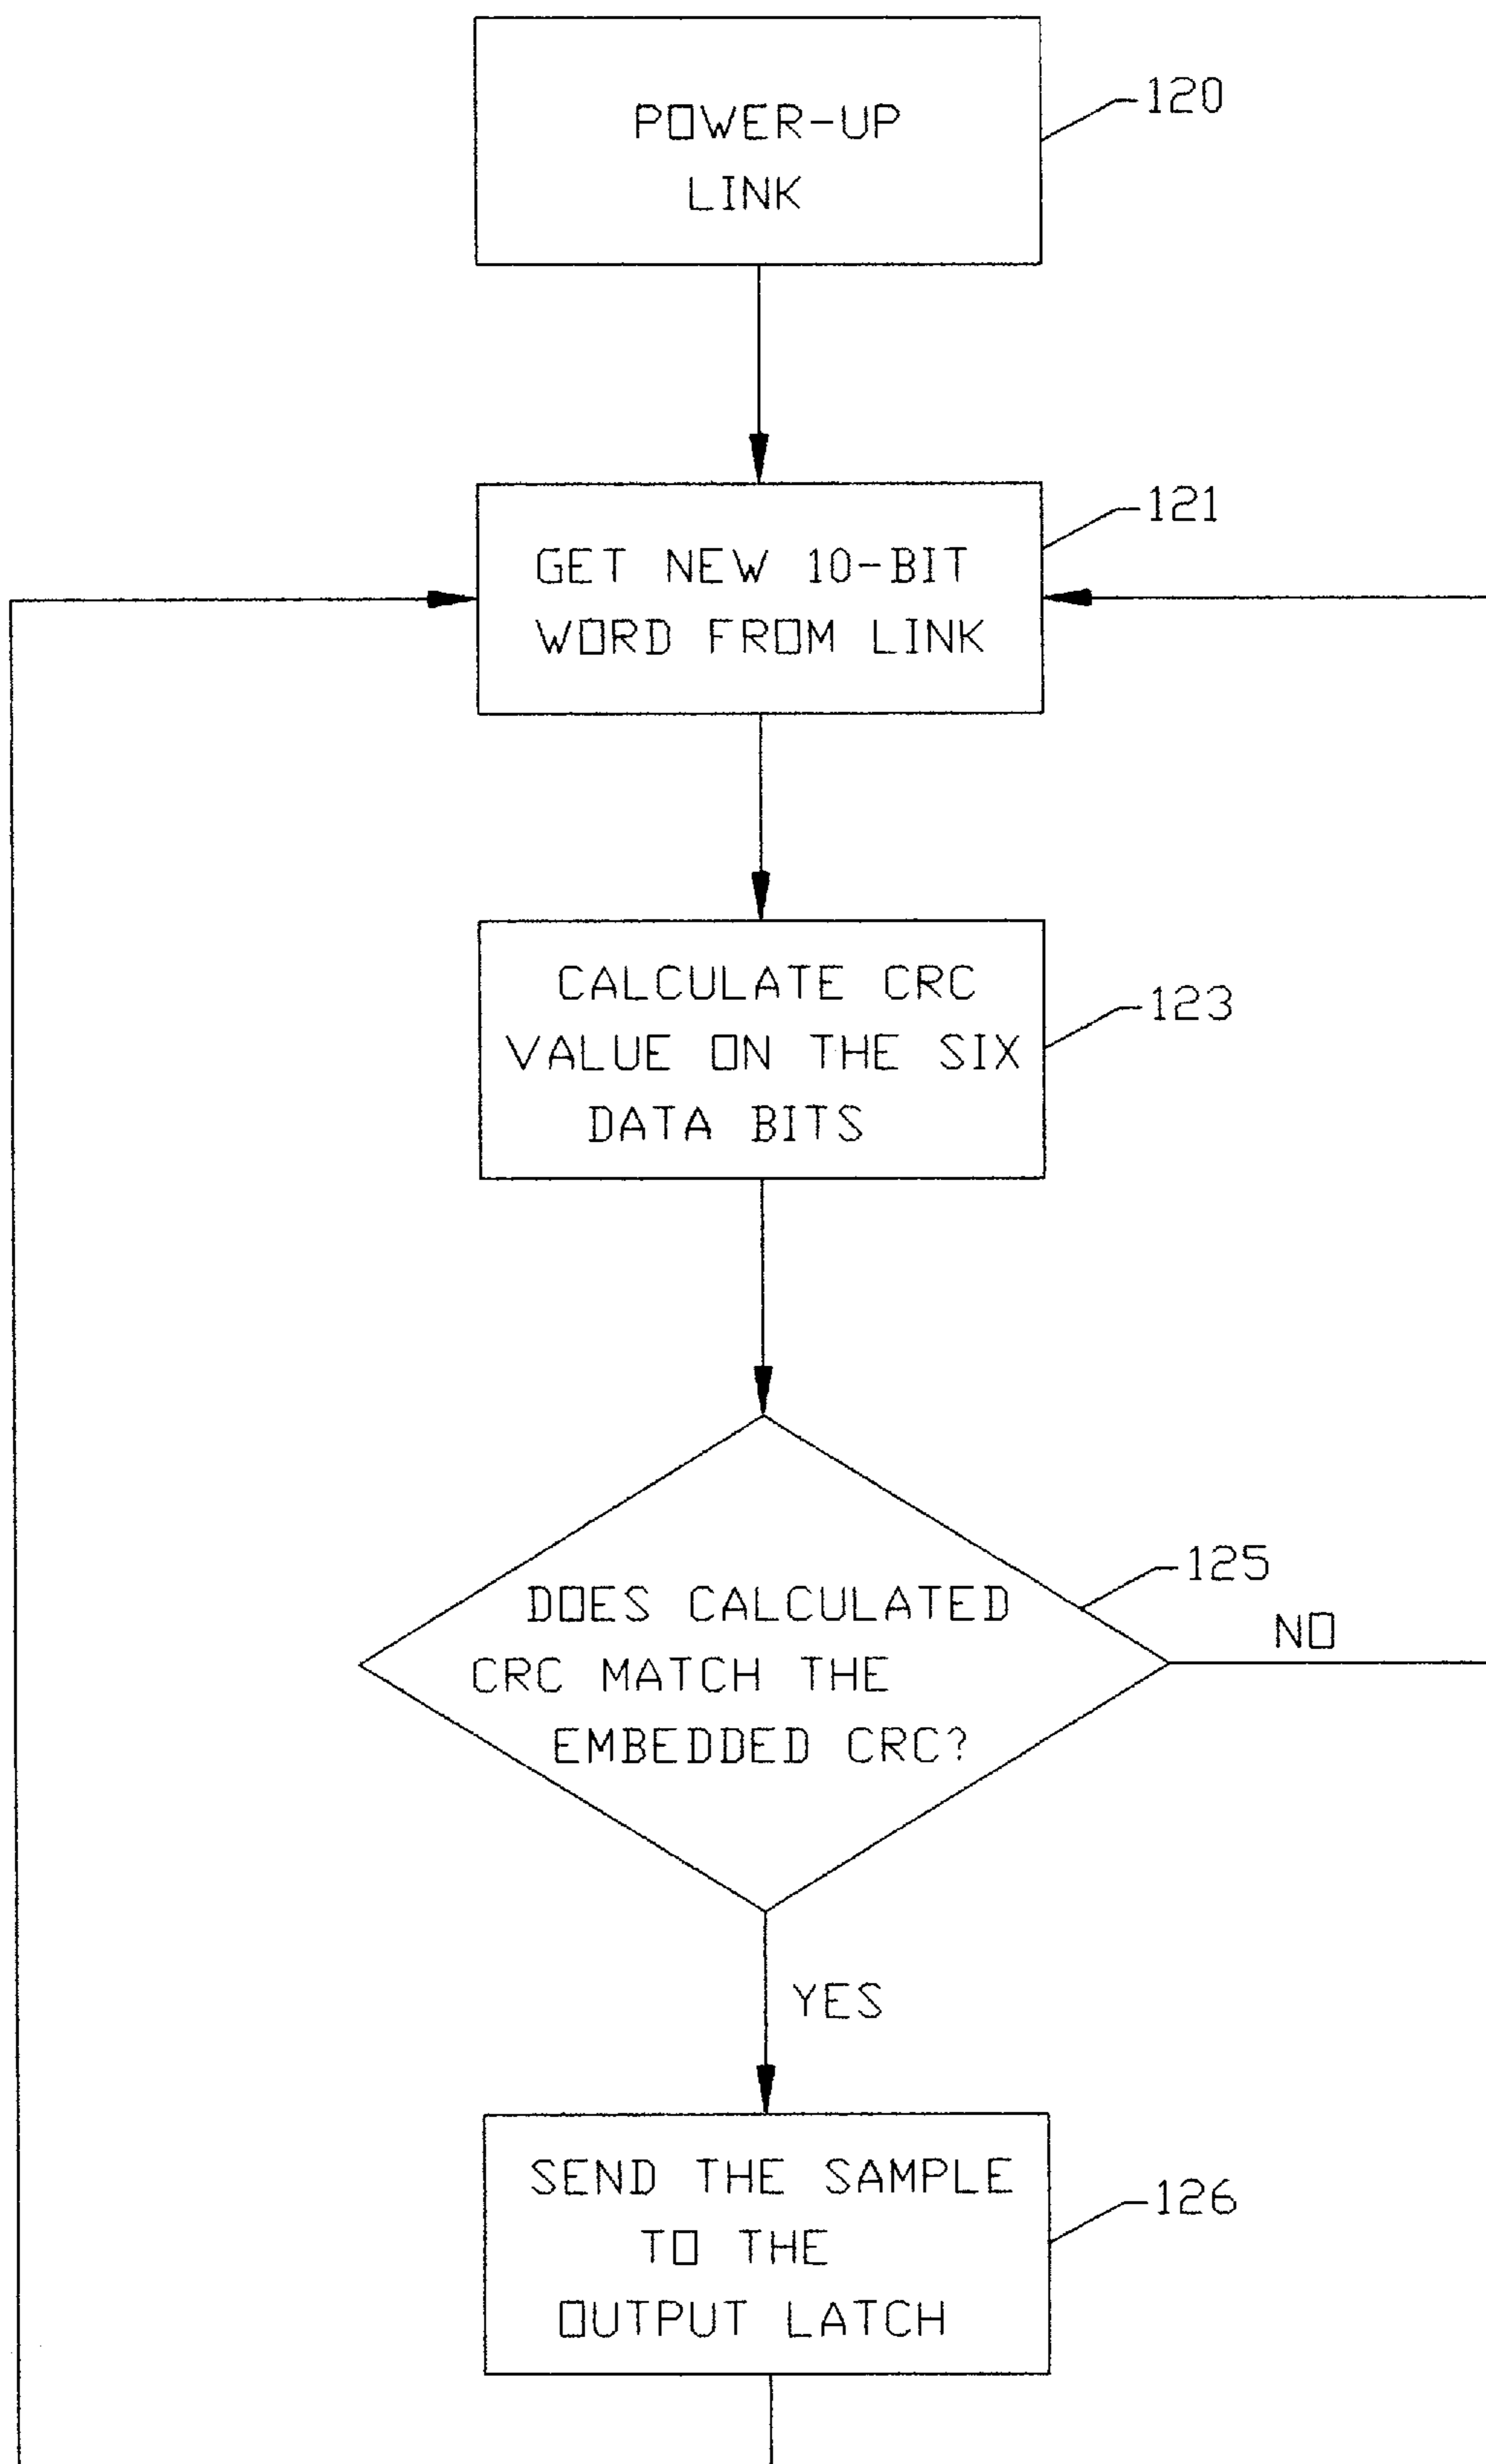 POWER-UP
LINK
120
GET NEW 10-BIT
WORD FROM LINK
121
CALCULATE CRC
VALUE ON THE SIX
DATA BITS
123
DOES CALCULATED
CRC MATCH THE
EMBEDDED CRC?
125
NO
YES
SEND THE SAMPLE
TO THE
OUTPUT LATCH
126